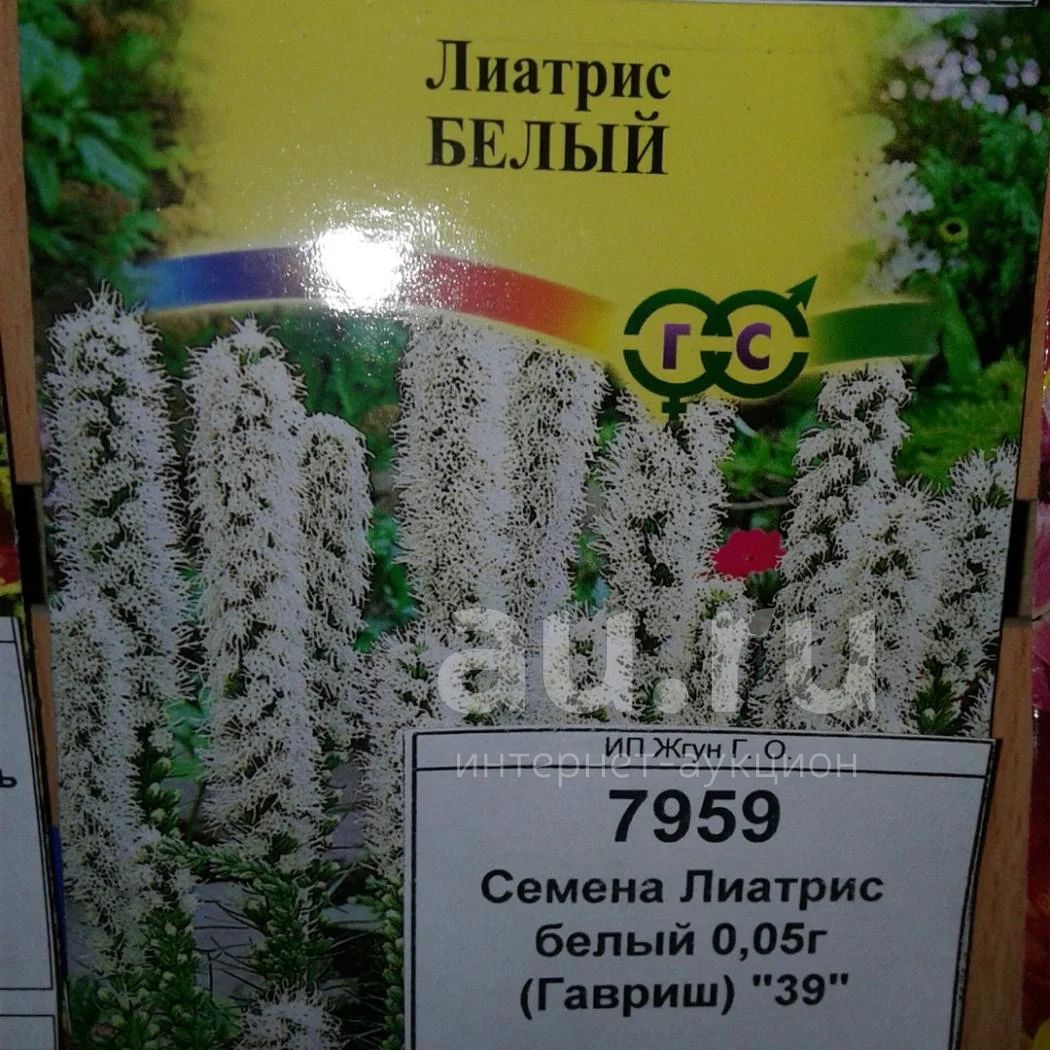 Лиатрис
БЕЛЫЙ
Г С
au.ru
ИП Жгун Г. О.
интернет-аукцион
7959
Семена Лиатрис
белый 0,05г
(Гавриш) "39"
ь